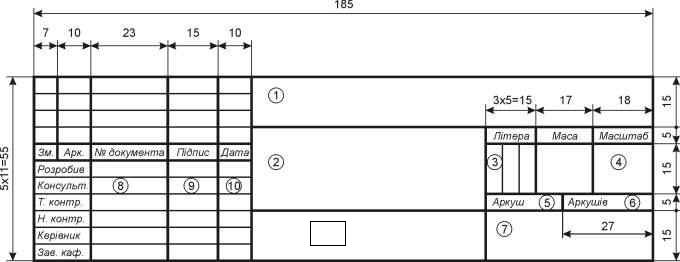 185
7 10 23 15 10
1
15
3x5=15 17 18
Літера Маса Масштаб
5
5x11=55
Зм. Арк. № документа Підпис Дата
2
3
4
15
Розробив
Консульт.
8 9 10
Т. контр.
Аркуш 5 Аркушів 6
5
Н. контр.
7
27
15
Керівник
Зав. каф.